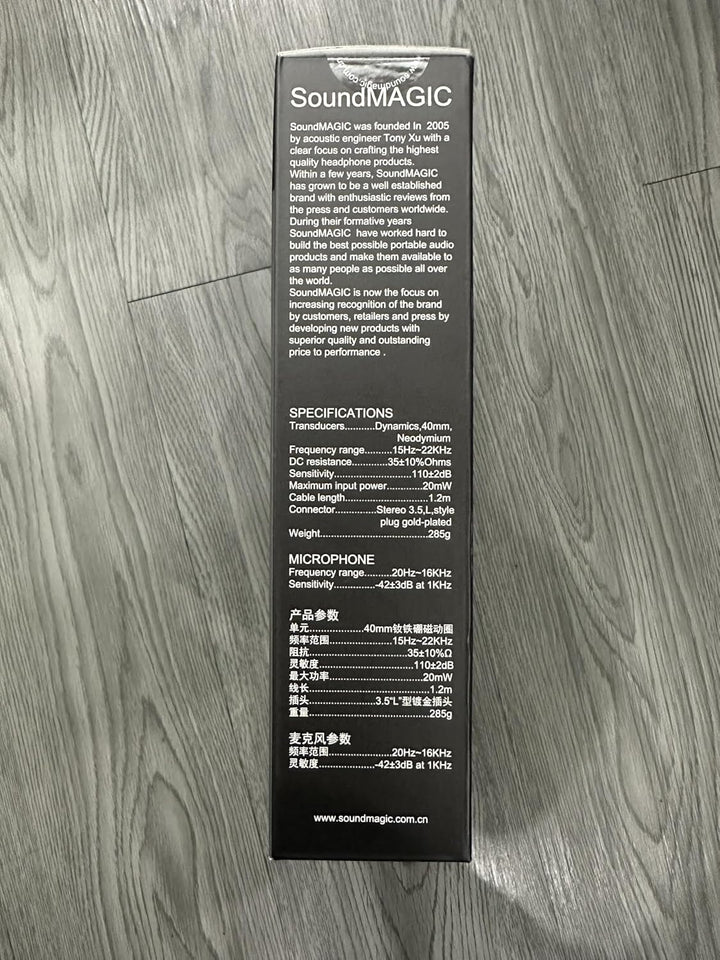 www.soundmagic.com.cn
SoundMAGIC
SoundMAGIC was founded In 2005
by acoustic engineer Tony Xu with a
clear focus on crafting the highest
quality headphone products.
Within a few years, SoundMAGIC
has grown to be a well established
brand with enthusiastic reviews from
the press and customers worldwide.
During their formative years
SoundMAGIC have worked hard to
build the best possible portable audio
products and make them available to
as many people as possible all over
the world.
SoundMAGIC is now the focus on
increasing recognition of the brand
by customers, retailers and press by
developing new products with
superior quality and outstanding
price to performance .
SPECIFICATIONS
Transducers...........Dynamics,40mm,
Neodymium
Frequency range..........15Hz~22KHz
DC resistance.............35±10%Ohms
Sensitivity............................110±2dB
Maximum input power.............20mW
Cable length..............................1.2m
Connector...............Stereo 3.5,L,style
plug gold-plated
Weight.......................................285g
MICROPHONE
Frequency range..........20Hz~16KHz
Sensitivity...............-42±3dB at 1KHz
产品参数
单元....................40mm钕铁硼磁动圈
频率范围.......................15Hz~22KHz
阻抗...................................35±10%Ω
灵敏度..................................110±2dB
最大功率..................................20mW
线长...........................................1.2m
插头.......................3.5"L"型镀金插头
重量...........................................285g
麦克风参数
频率范围.......................20Hz~16KHz
灵敏度....................-42±3dB at 1KHz
www.soundmagic.com.cn